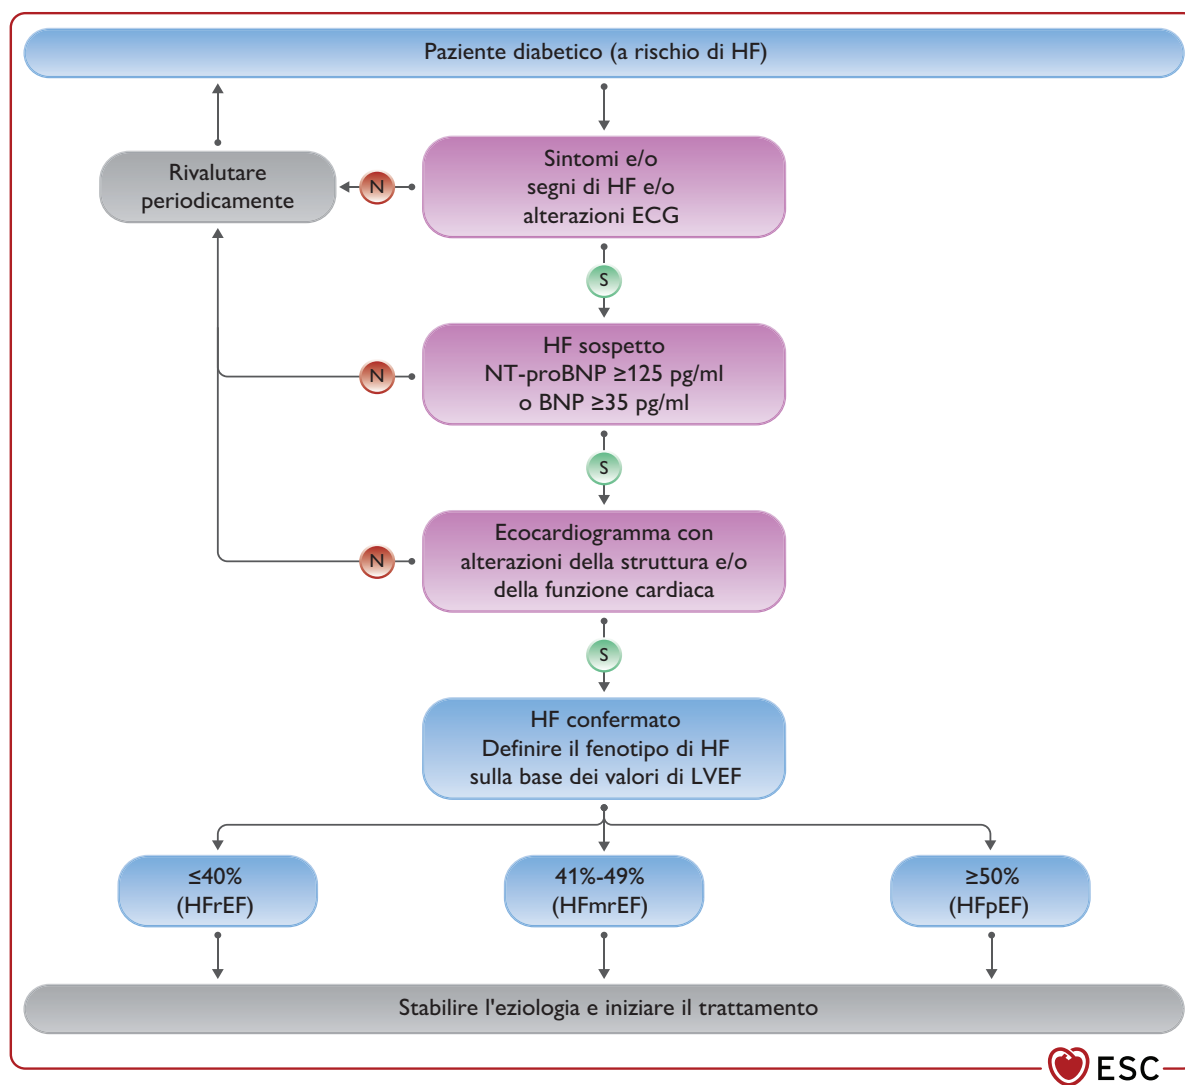 Paziente diabetico (a rischio di HF)
Rivalutare
periodicamente
N
Sintomi e/o
segni di HF e/o
alterazioni ECG
S
N
HF sospetto
NT-proBNP ≥125 pg/ml
o BNP ≥35 pg/ml
S
N
Ecocardiogramma con
alterazioni della struttura e/o
della funzione cardiaca
S
HF confermato
Definire il fenotipo di HF
sulla base dei valori di LVEF
≤40%
(HFrEF)
41%-49%
(HFmrEF)
≥50%
(HFpEF)
Stabilire l'eziologia e iniziare il trattamento
ESC